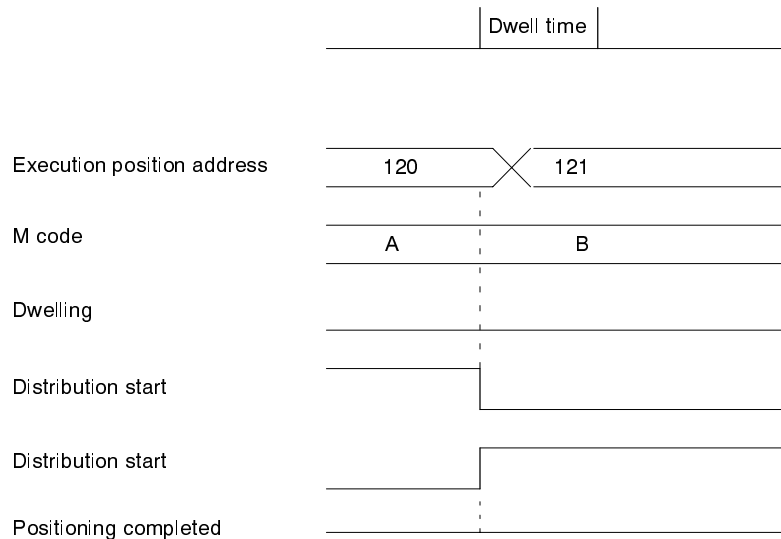 Dwell time
Execution position address 120 121
M code A B
Dwelling
Distribution start
Distribution start
Positioning completed